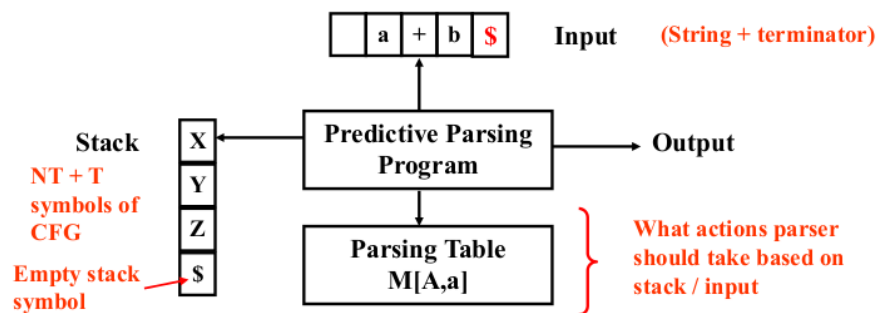 a + b $
Input
(String + terminator)
Stack
X
Y
Z
$
NT + T
symbols of
CFG
Empty stack
symbol
Predictive Parsing
Program
Output
Parsing Table
M[A,a]
What actions parser
should take based on
stack / input